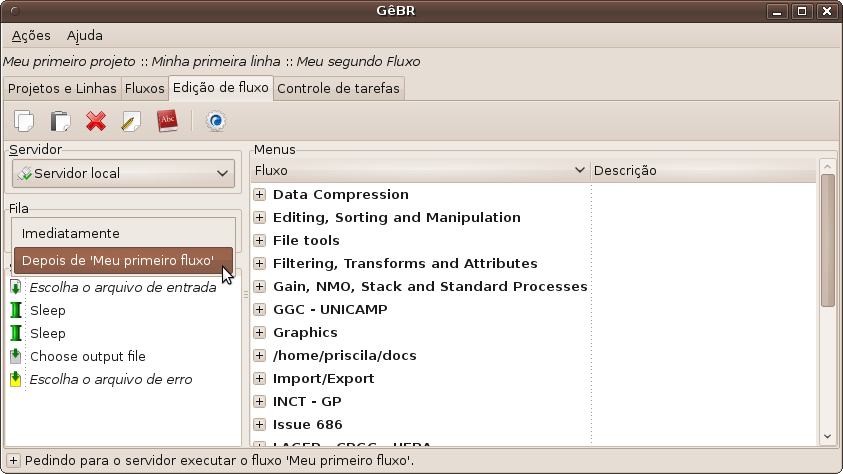 GêBR
Ações Ajuda
Meu primeiro projeto :: Minha primeira linha :: Meu segundo Fluxo
Projetos e Linhas Fluxos Edição de fluxo Controle de tarefas
Abc
Servidor
Servidor local
Fila
Imediatamente
Depois de 'Meu primeiro fluxo'
Escolha o arquivo de entrada
Sleep
Sleep
Choose output file
Escolha o arquivo de erro
Menus
Fluxo Descrição
Data Compression
Editing, Sorting and Manipulation
File tools
Filtering, Transforms and Attributes
Gain, NMO, Stack and Standard Processes
GGC - UNICAMP
Graphics
/home/priscila/docs
Import/Export
INCT - GP
Issue 686
Pedindo para o servidor executar o fluxo 'Meu primeiro fluxo'.